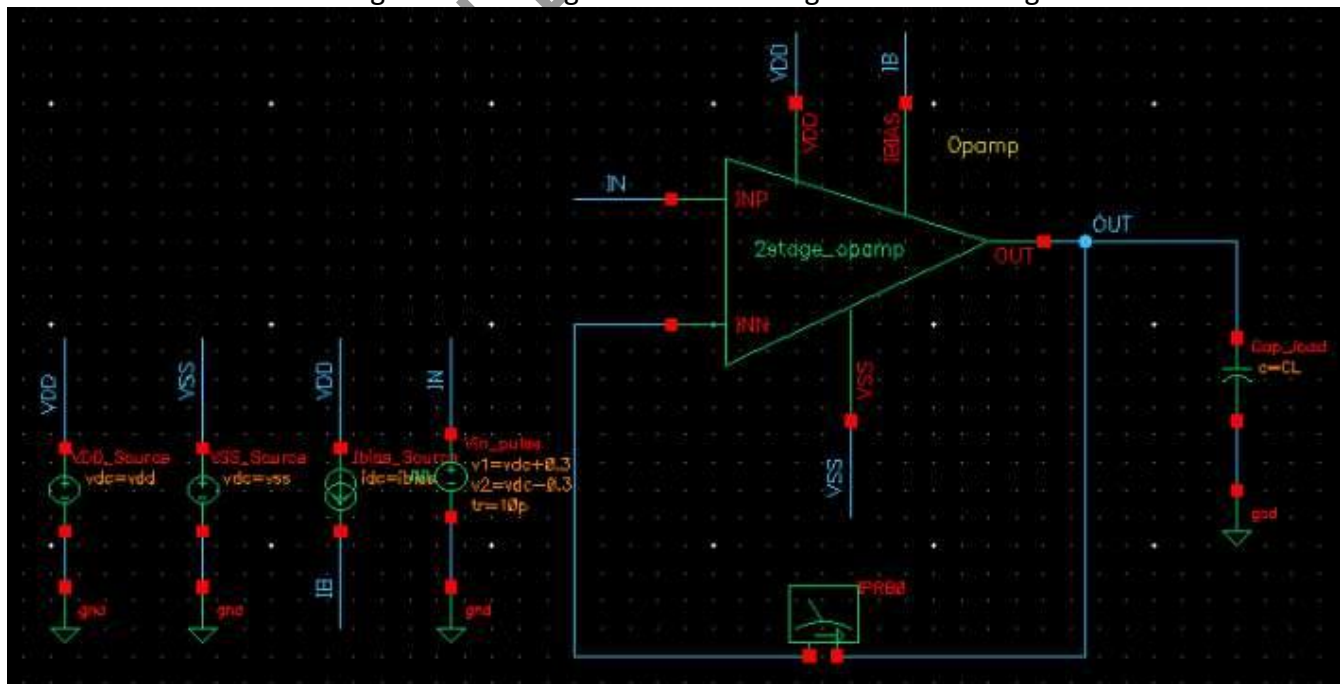 VDD
IB
VDD
IBIAS
Opamp
IN
INP
2stage_opamp
OUT
OUT
INN
VSS
VSS
Cap_load
c=CL
VDD
VSS
VDD
IN
VDD_Source
vdc=vdd
VSS_Source
vdc=vss
Ibias_Source
Vin_pulse
v1=vdc+0.3
v2=vdc-0.3
tr=10p
IB
gnd
gnd
gnd
gnd
IPRB0